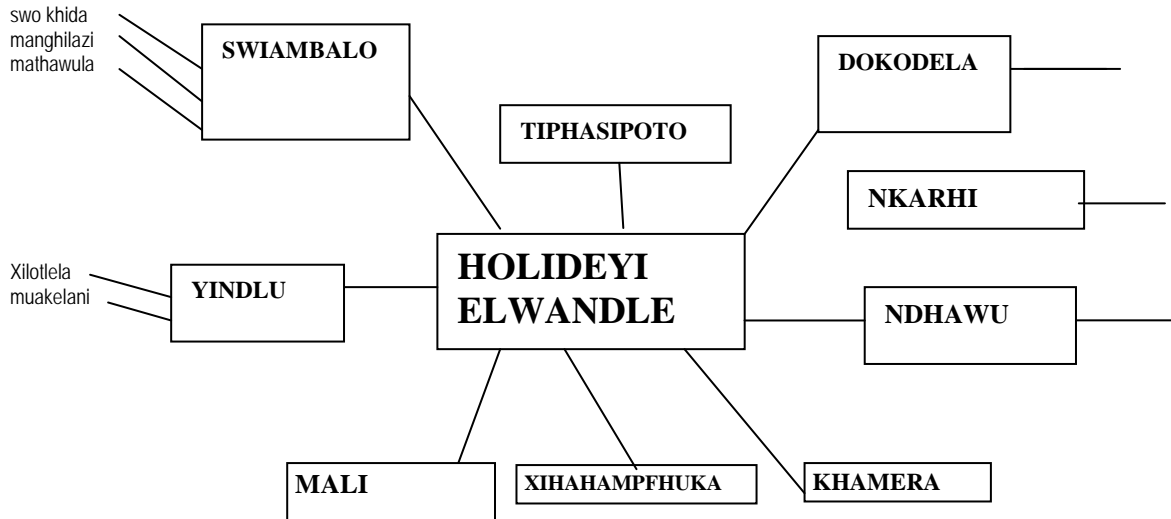 swo khida
manghilazi
mathawula
SWIAMBALO
DOKODELA
TIPHASIPOTO
NKARHI
HOLIDEYI
ELWANDLE
Xilotlela
muakelani
YINDLU
NDHAWU
MALI
XIHAHAMPFHUKA
KHAMERA